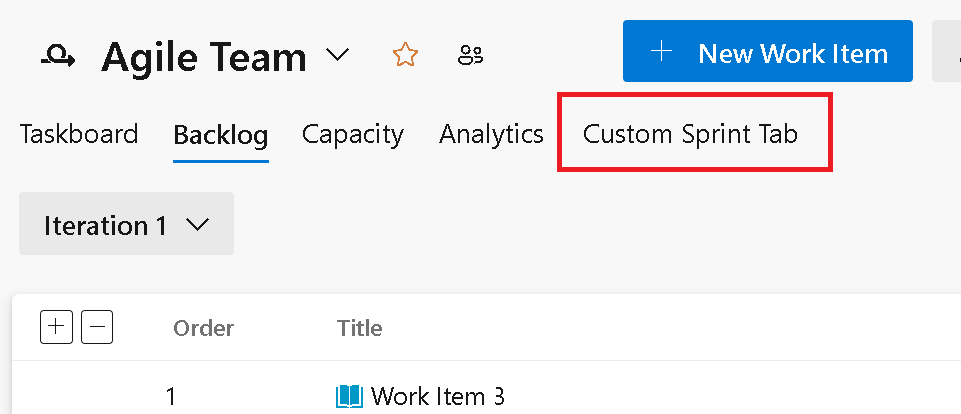 Agile Team
New Work Item
Taskboard Backlog Capacity Analytics Custom Sprint Tab
Iteration 1
Order Title
1 Work Item 3